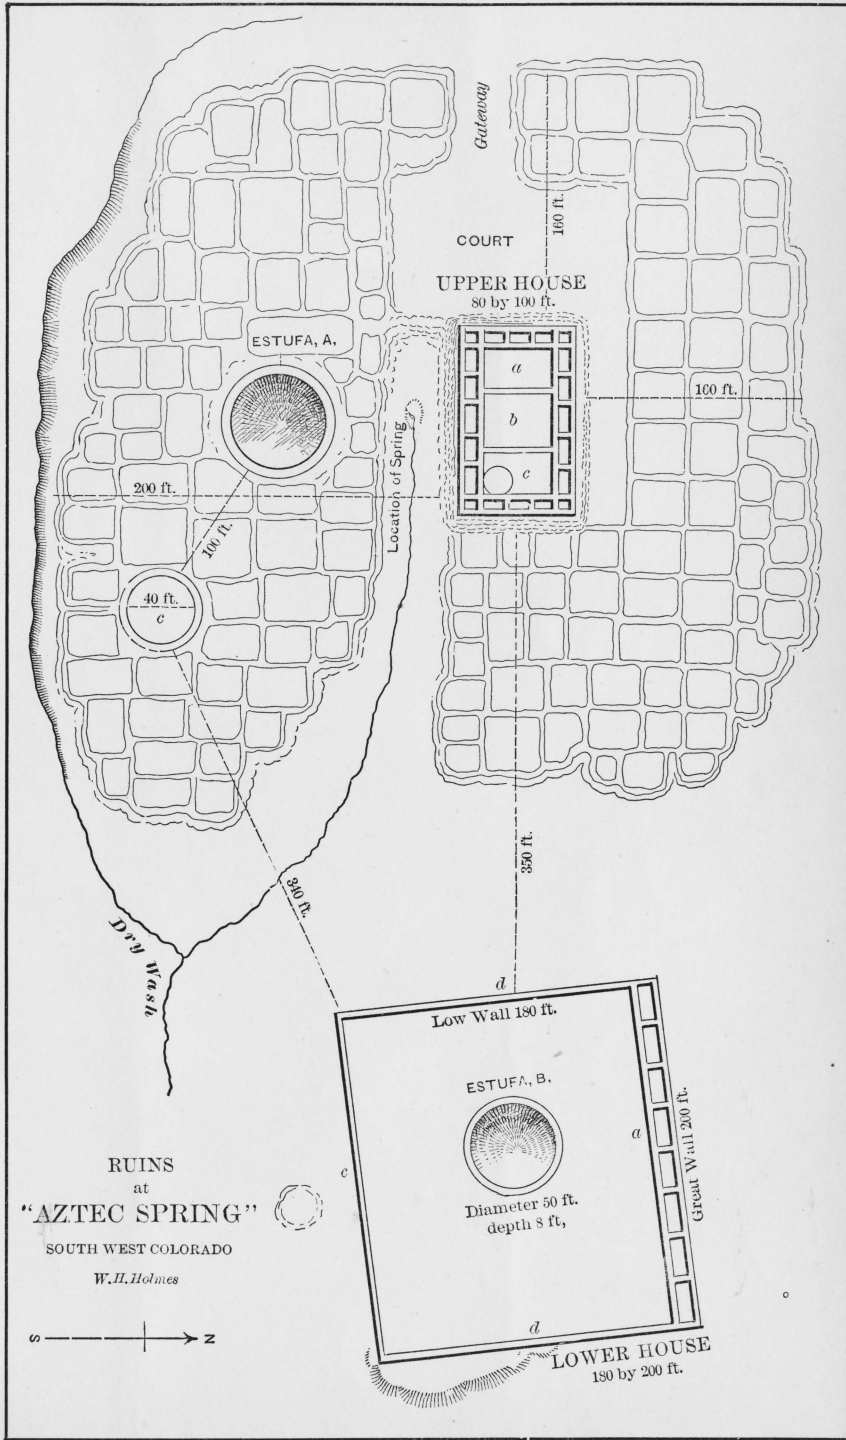 Gateway
160 ft.
COURT
UPPER HOUSE
80 by 100 ft.
ESTUFA, A,
a
b
c
160 ft.
Location of Spring
200 ft.
100 ft.
40 ft.
c
340 ft.
350 ft.
Dry Wash
d
Low Wall 180 ft.
ESTUFA, B,
a
Great Wall 200 ft.
c
Diameter 50 ft.
depth 8 ft,
d
LOWER HOUSE
180 by 200 ft.
RUINS
at
"AZTEC SPRING"
SOUTH WEST COLORADO
W.H.Holmes
S N